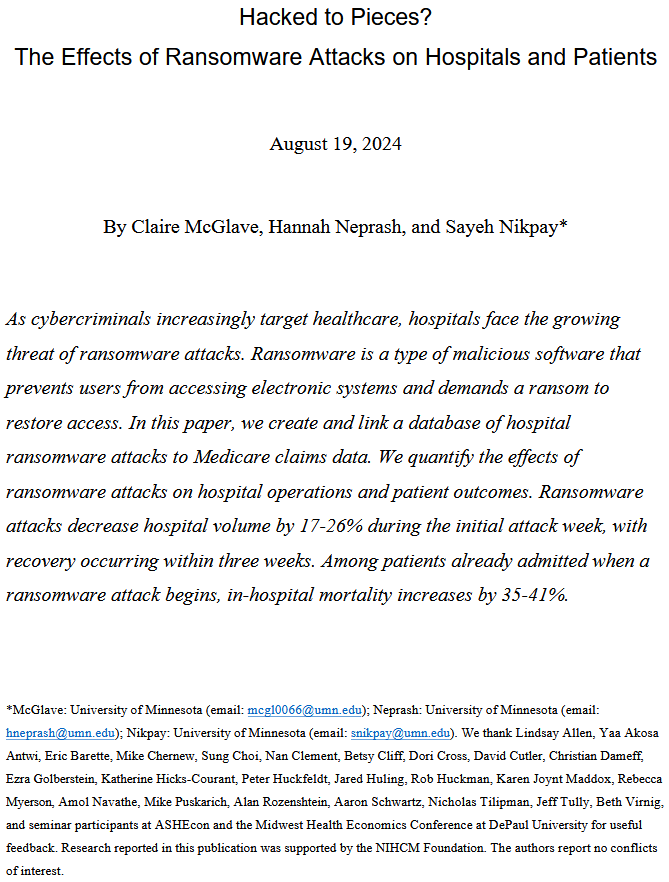 Hacked to Pieces?
The Effects of Ransomware Attacks on Hospitals and Patients
August 19, 2024
By Claire McGlave, Hannah Neprash, and Sayeh Nikpay*
As cybercriminals increasingly target healthcare, hospitals face the growing
threat of ransomware attacks. Ransomware is a type of malicious software that
prevents users from accessing electronic systems and demands a ransom to
restore access. In this paper, we create and link a database of hospital
ransomware attacks to Medicare claims data. We quantify the effects of
ransomware attacks on hospital operations and patient outcomes. Ransomware
attacks decrease hospital volume by 17-26% during the initial attack week, with
recovery occurring within three weeks. Among patients already admitted when a
ransomware attack begins, in-hospital mortality increases by 35-41%.
*McGlave: University of Minnesota (email: mcgl0066@umn.edu); Neprash: University of Minnesota (email:
hneprash@umn.edu); Nikpay: University of Minnesota (email: snikpay@umn.edu). We thank Lindsay Allen, Yaa Akosa
Antwi, Eric Barette, Mike Chernew, Sung Choi, Nan Clement, Betsy Cliff, Dori Cross, David Cutler, Christian Dameff,
Ezra Golberstein, Katherine Hicks-Courant, Peter Huckfeldt, Jared Huling, Rob Huckman, Karen Joynt Maddox, Rebecca
Myerson, Amol Navathe, Mike Puskarich, Alan Rozenshtein, Aaron Schwartz, Nicholas Tilipman, Jeff Tully, Beth Virnig,
and seminar participants at ASHEcon and the Midwest Health Economics Conference at DePaul University for useful
feedback. Research reported in this publication was supported by the NIHCM Foundation. The authors report no conflicts
of interest.